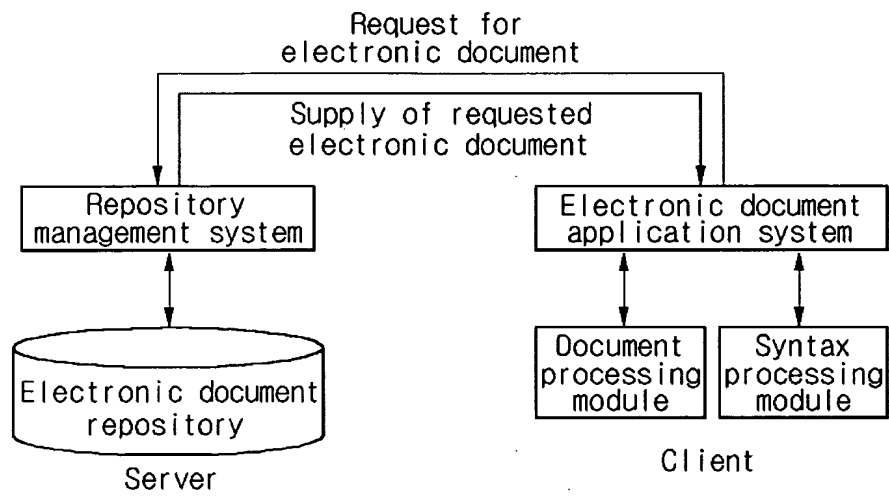 Request for
electronic document
Supply of requested
electronic document
Repository
management system
Electronic document
application system
Electronic document
repository
Document
processing
module
Syntax
processing
module
Server
Client